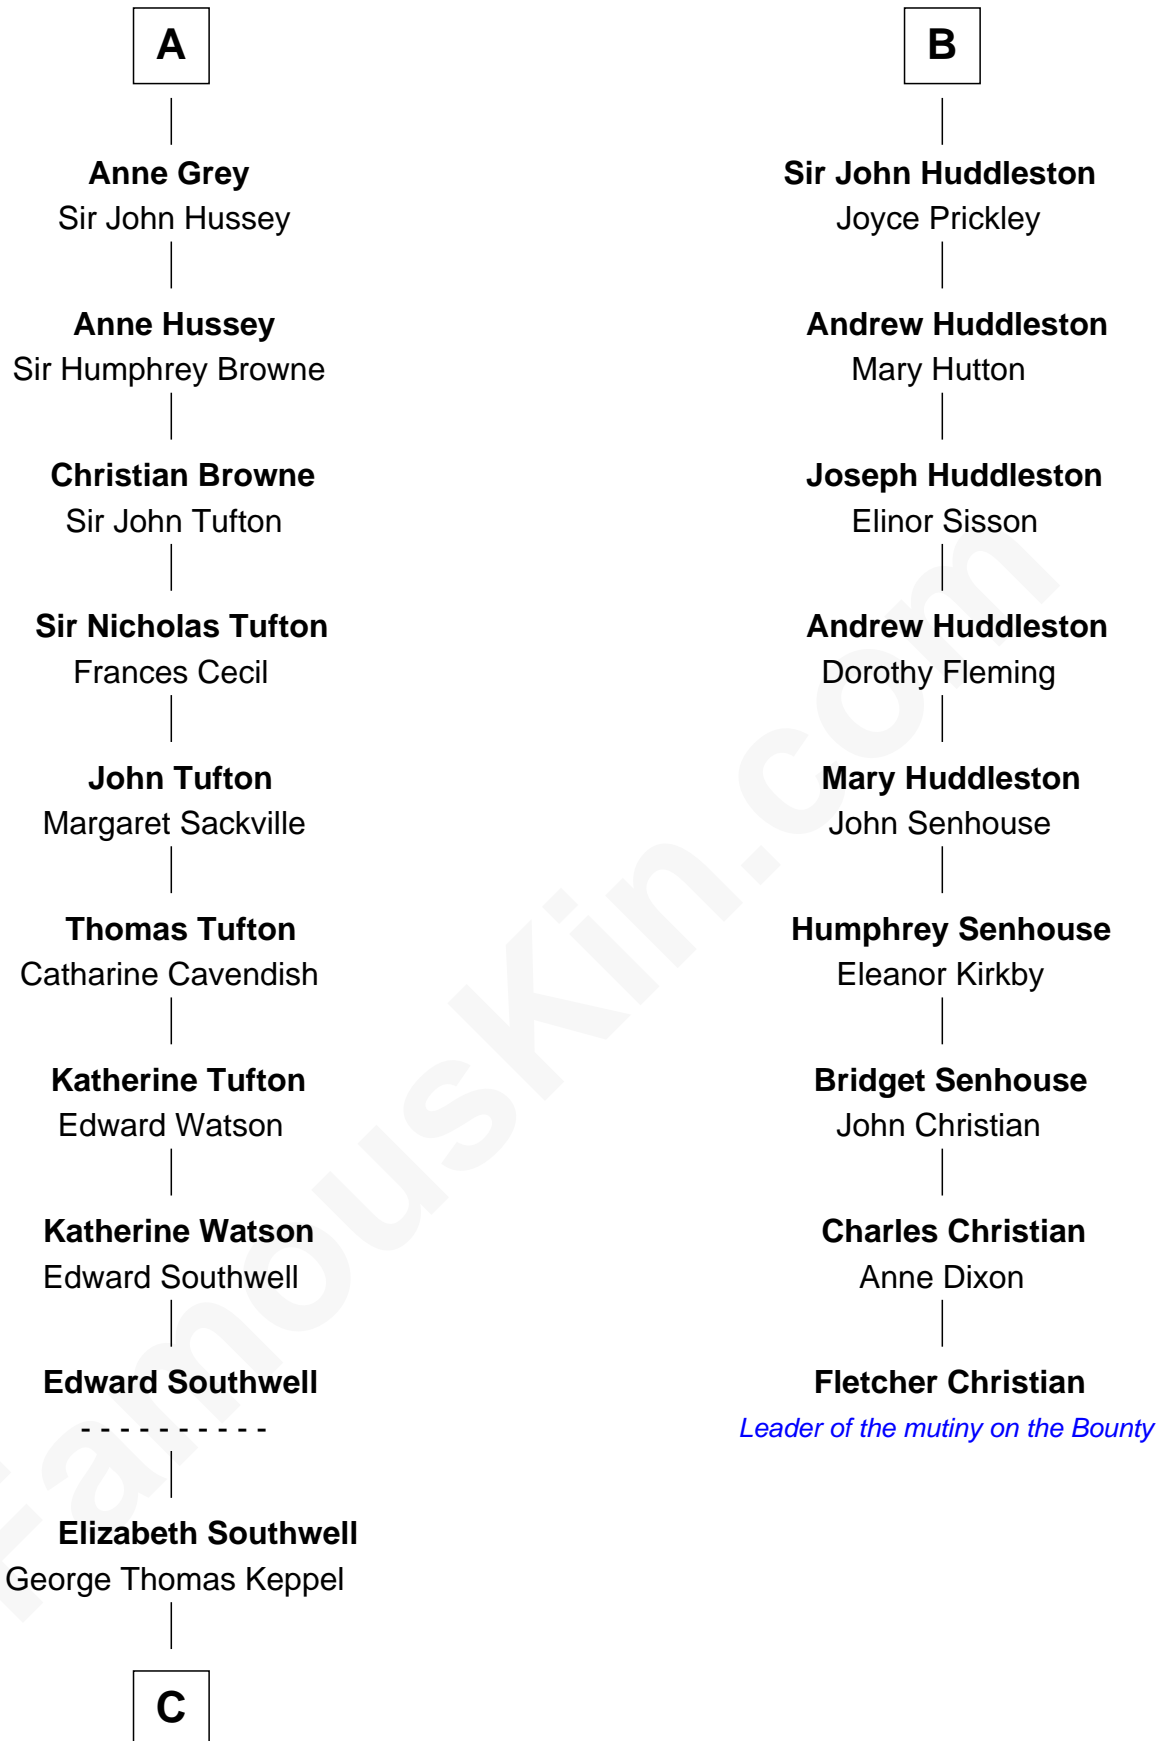 A
Anne Grey
Sir John Hussey
Anne Hussey
Sir Humphrey Browne
Christian Browne
Sir John Tufton
Sir Nicholas Tufton
Frances Cecil
John Tufton
Margaret Sackville
Thomas Tufton
Catharine Cavendish
Katherine Tufton
Edward Watson
Katherine Watson
Edward Southwell
Edward Southwell
- - - - - - - - - -
Elizabeth Southwell
George Thomas Keppel
C
B
Sir John Huddleston
Joyce Prickley
Andrew Huddleston
Mary Hutton
Joseph Huddleston
Elinor Sisson
Andrew Huddleston
Dorothy Fleming
Mary Huddleston
John Senhouse
Humphrey Senhouse
Eleanor Kirkby
Bridget Senhouse
John Christian
Charles Christian
Anne Dixon
Fletcher Christian
Leader of the mutiny on the Bounty
FamousKin.com